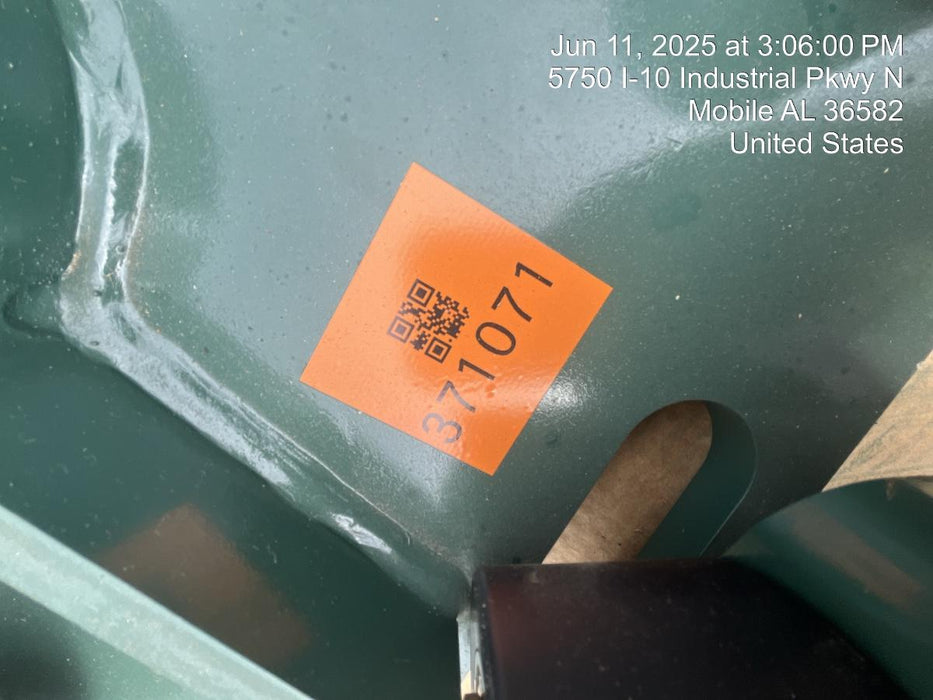 Jun 11, 2025 at 3:06:00 PM
5750 I-10 Industrial Pkwy N
Mobile AL 36582
United States
371071